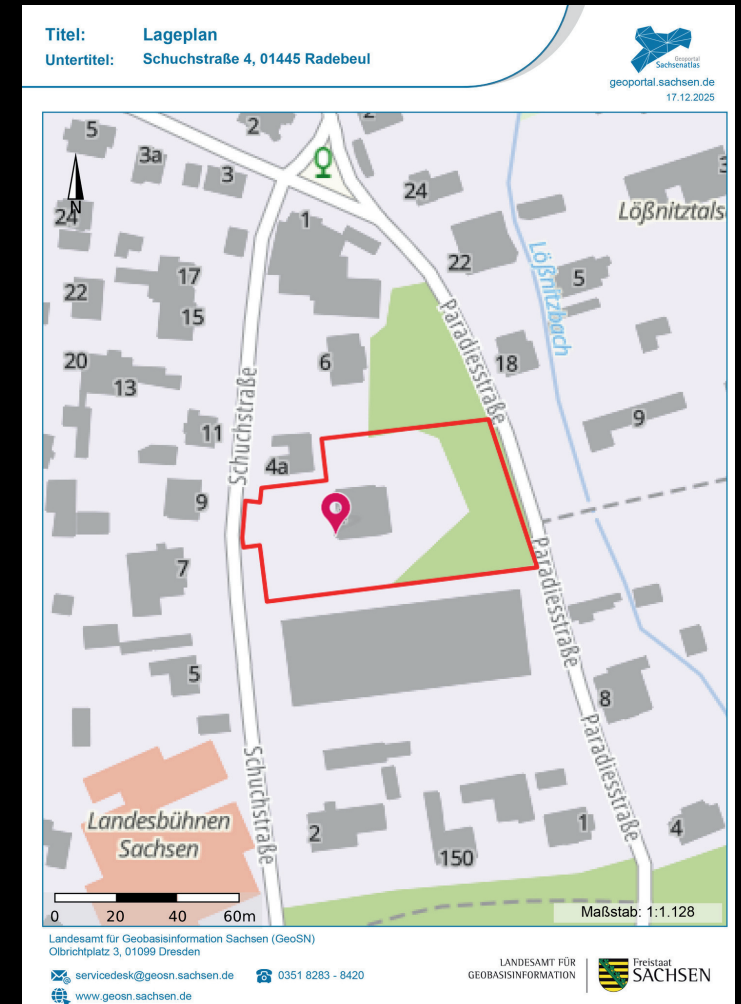 Titel: Lageplan
Untertitel: Schuchstraße 4, 01445 Radebeul
Geoportal
Sachsenatlas
geoportal.sachsen.de
17.12.2025
5
2
2
3a
3
3
24
N
24
1
Lößnitztals
22
5
17
22
15
Lößnitzbach
Paradiesstraße
20
6
18
13
Schuchstraße
9
11
4a
9
Paradiesstraße
7
5
8
Schuchstraße
Paradiesstraße
Landesbühnen
Sachsen
2
1
4
150
0 20 40 60m
Maßstab: 1:1.128
Landesamt für Geobasisinformation Sachsen (GeoSN)
Olbrichtplatz 3, 01099 Dresden
servicedesk@geosn.sachsen.de 0351 8283 - 8420
www.geosn.sachsen.de
LANDESAMT FÜR
GEOBASISINFORMATION
Freistaat
SACHSEN